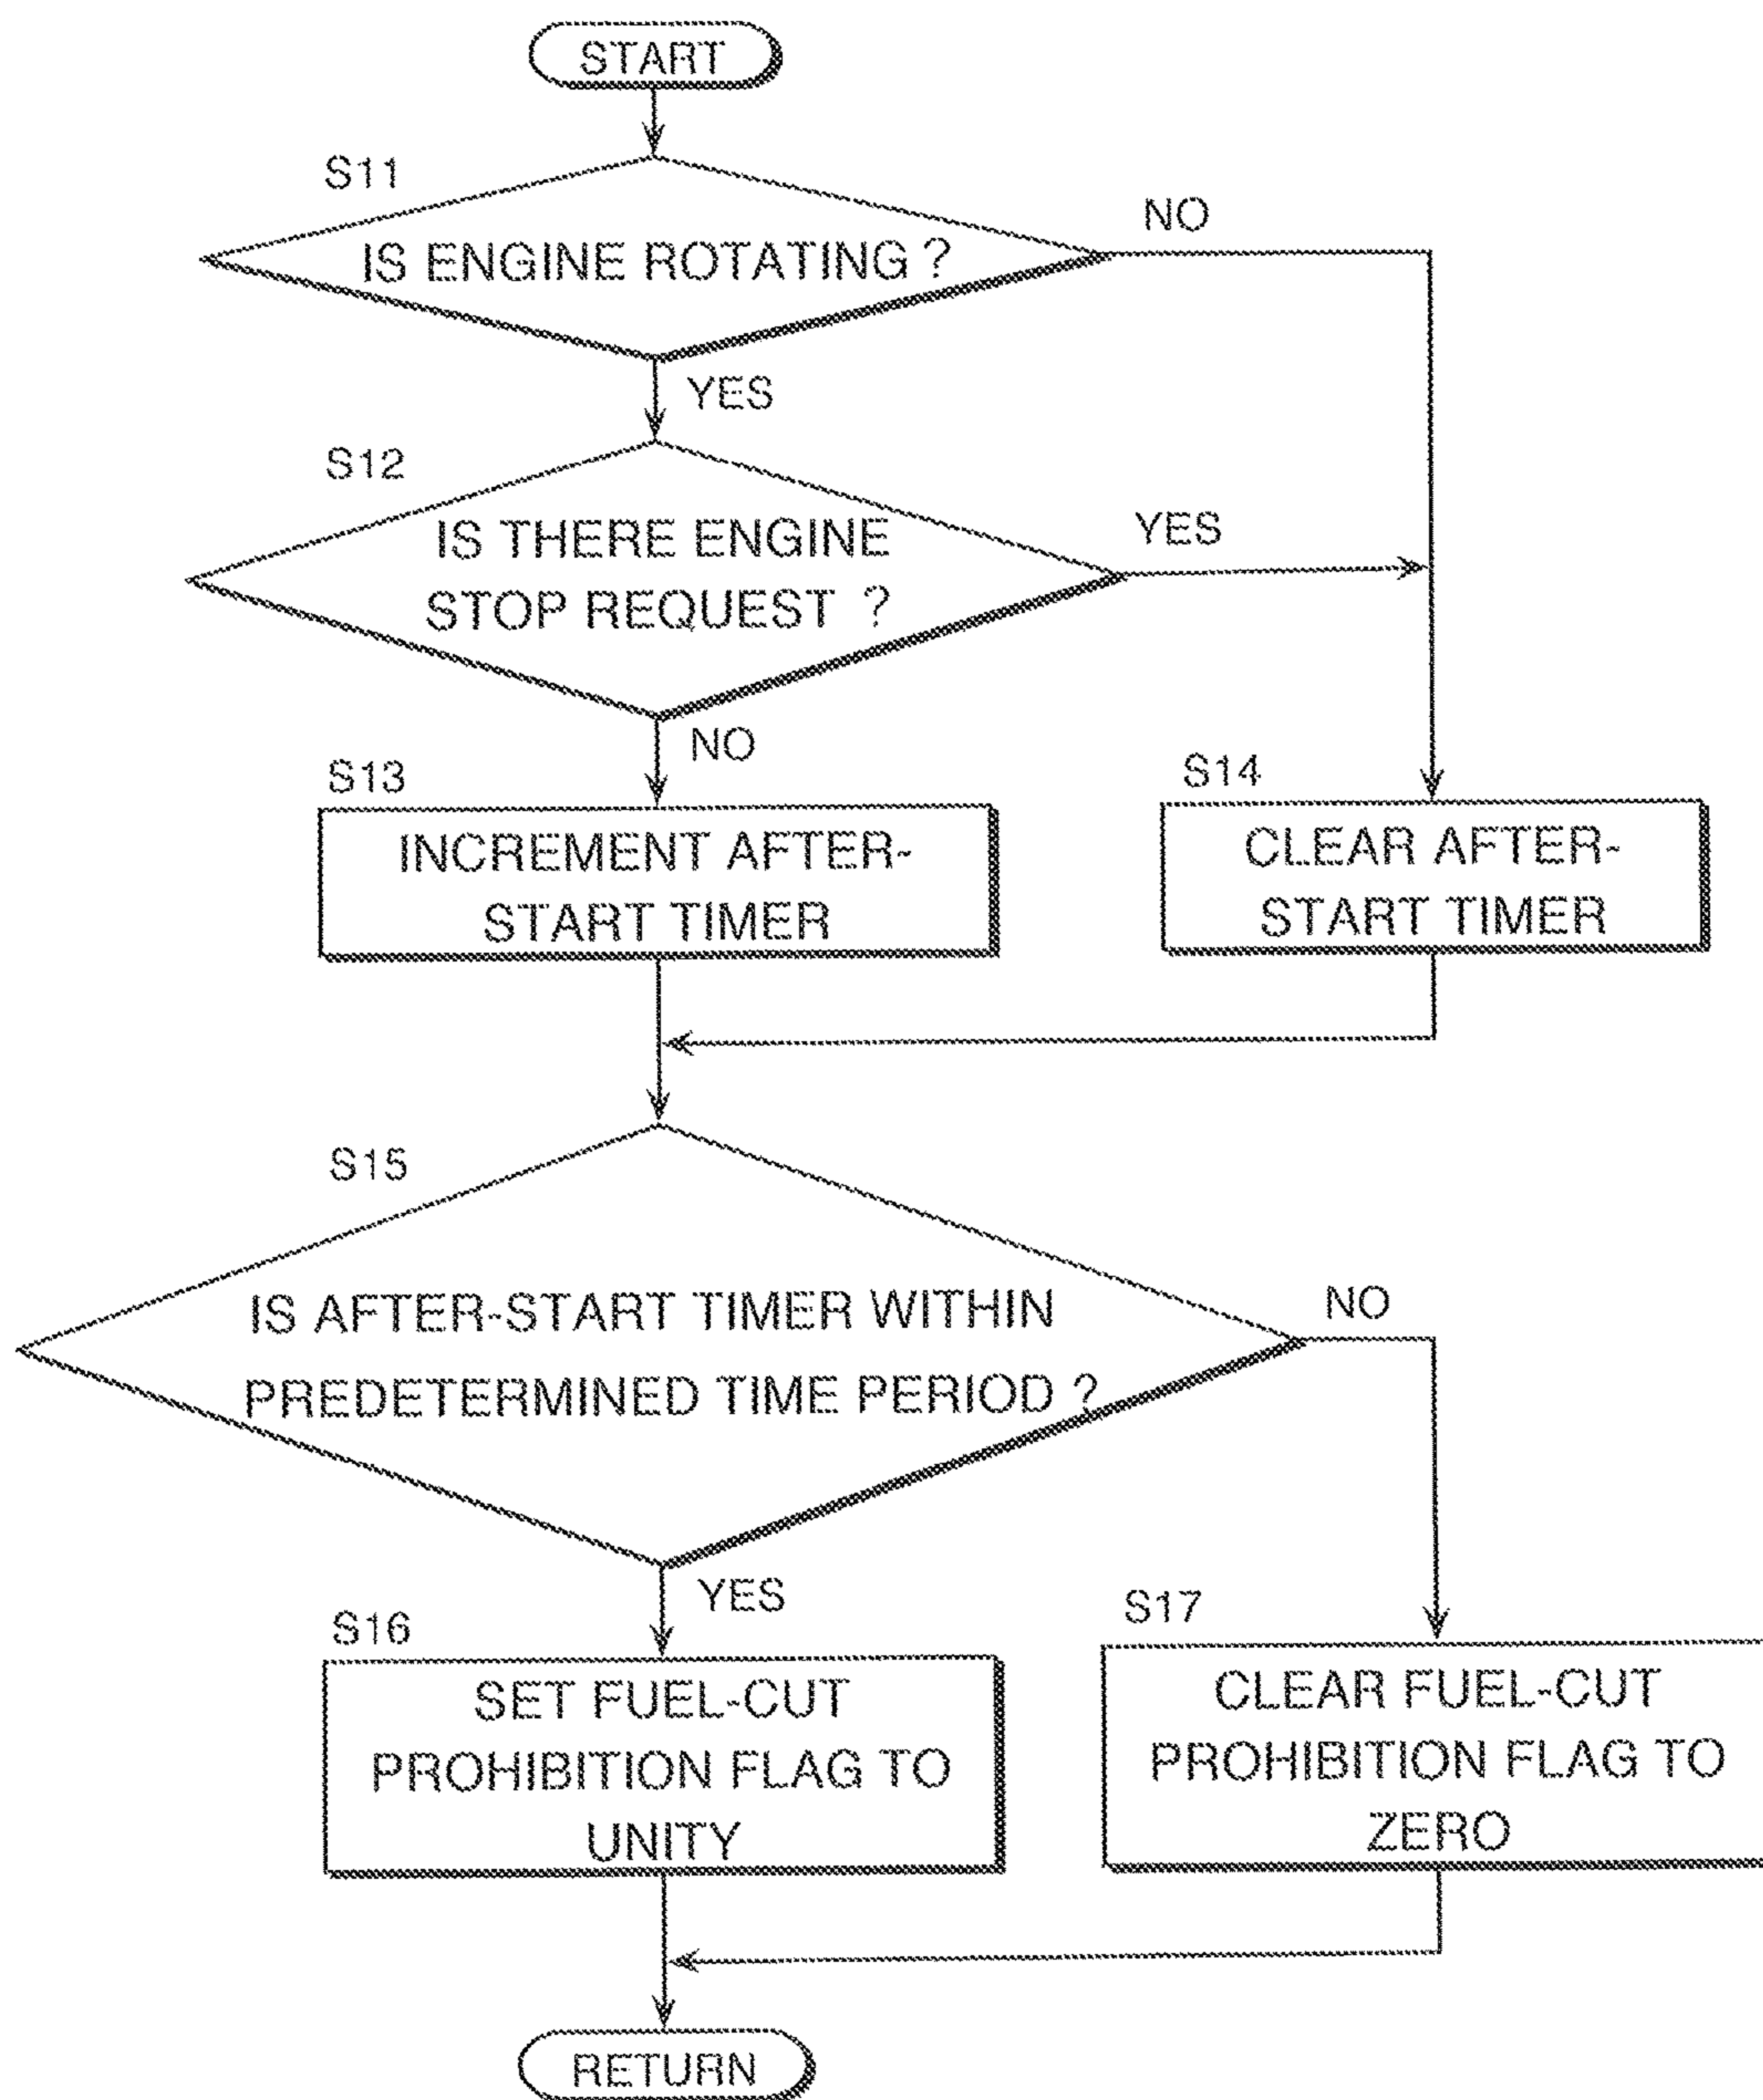 START
S11
IS ENGINE ROTATING ?
NO
YES
S12
IS THERE ENGINE
STOP REQUEST ?
YES
NO
S13
INCREMENT AFTER-
START TIMER
S14
CLEAR AFTER-
START TIMER
S15
IS AFTER-START TIMER WITHIN
PREDETERMINED TIME PERIOD ?
NO
YES
S16
SET FUEL-CUT
PROHIBITION FLAG TO
UNITY
S17
CLEAR FUEL-CUT
PROHIBITION FLAG TO
ZERO
RETURN